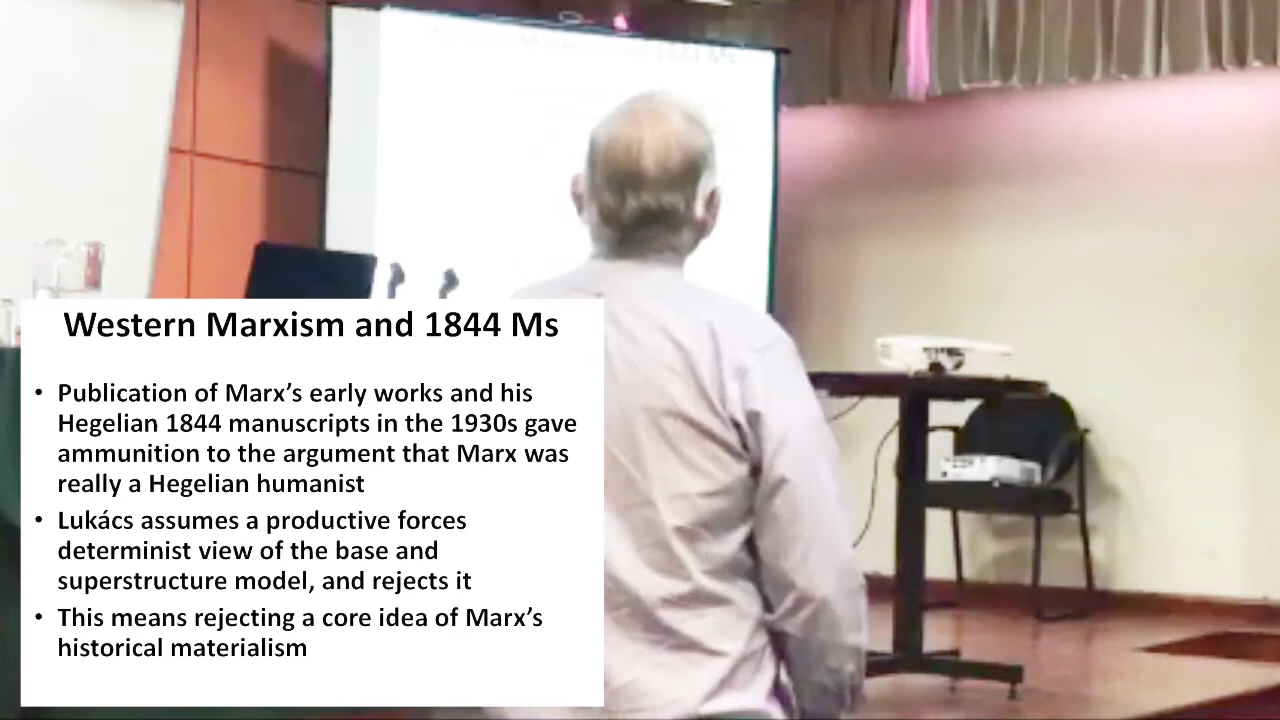 Western Marxism and 1844 Ms
• Publication of Marx’s early works and his
Hegelian 1844 manuscripts in the 1930s gave
ammunition to the argument that Marx was
really a Hegelian humanist
• Lukács assumes a productive forces
determinist view of the base and
superstructure model, and rejects it
• This means rejecting a core idea of Marx’s
historical materialism